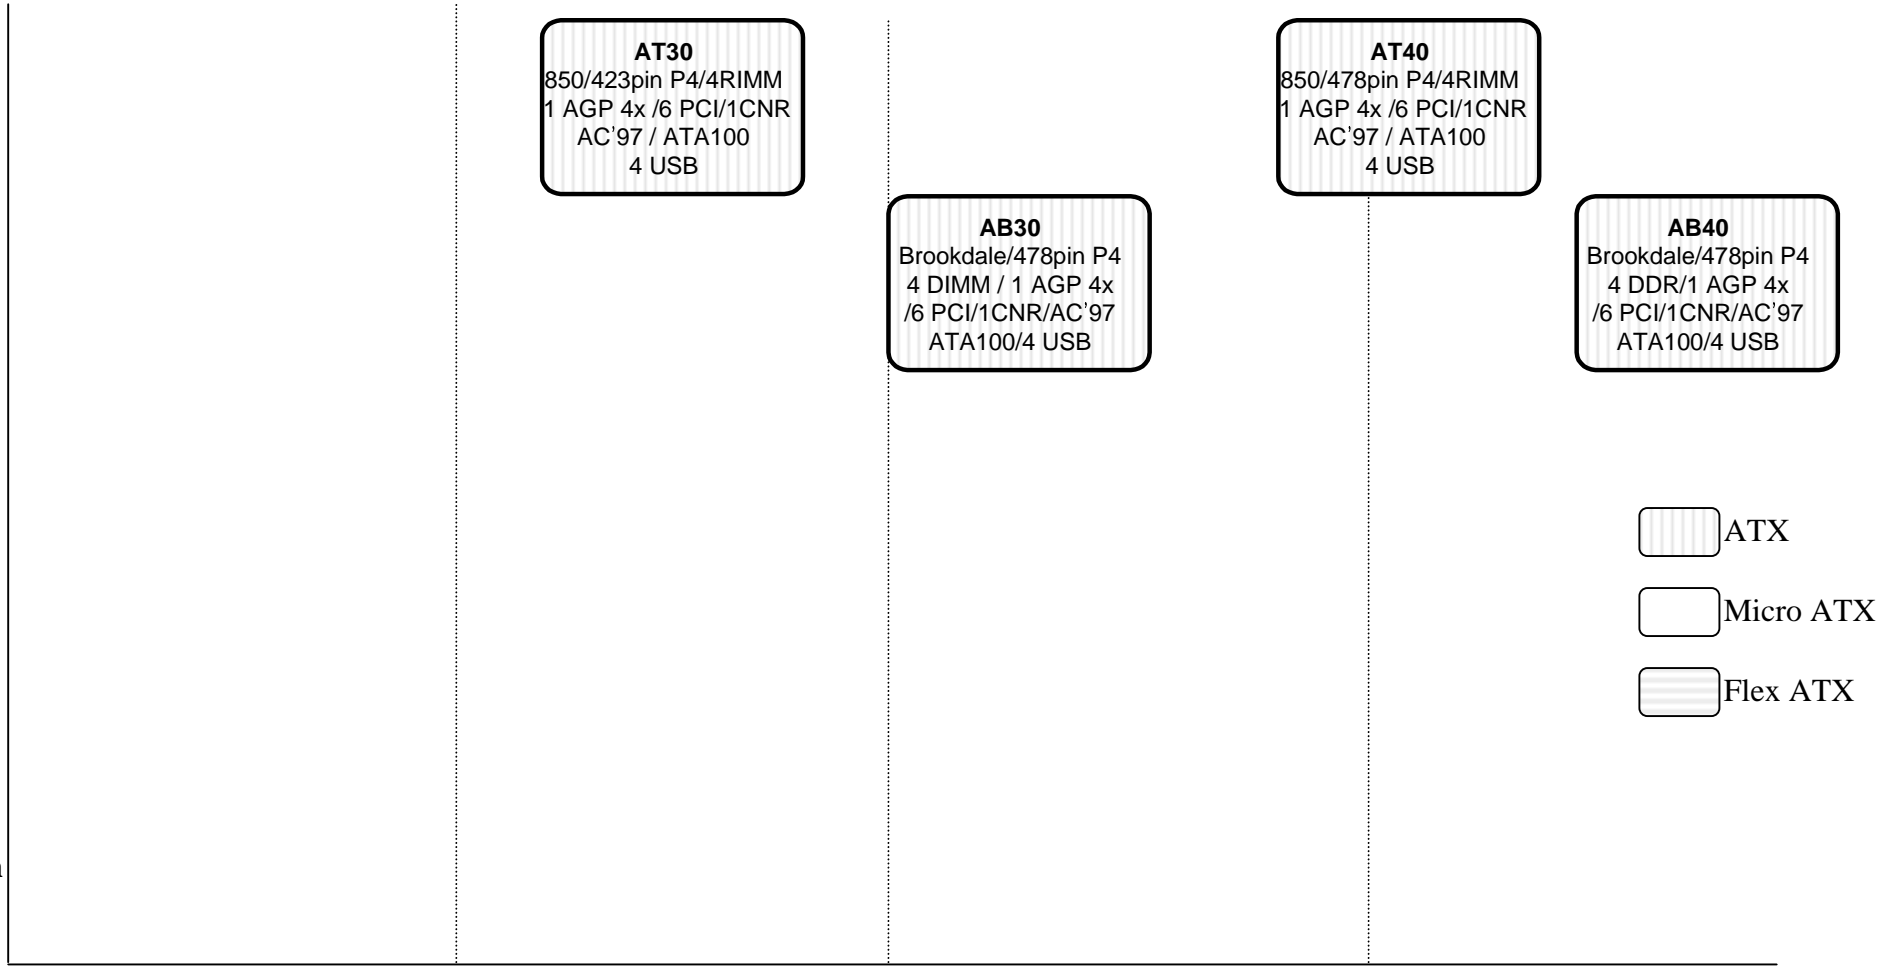 AT30
850/423pin P4/4RIMM
1 AGP 4x /6 PCI/1CNR
AC'97 / ATA100
4 USB
AT40
850/478pin P4/4RIMM
1 AGP 4x /6 PCI/1CNR
AC'97 / ATA100
4 USB
AB30
Brookdale/478pin P4
4 DIMM / 1 AGP 4x
/6 PCI/1CNR/AC'97
ATA100/4 USB
AB40
Brookdale/478pin P4
4 DDR/1 AGP 4x
/6 PCI/1CNR/AC'97
ATA100/4 USB
ATX
Micro ATX
Flex ATX